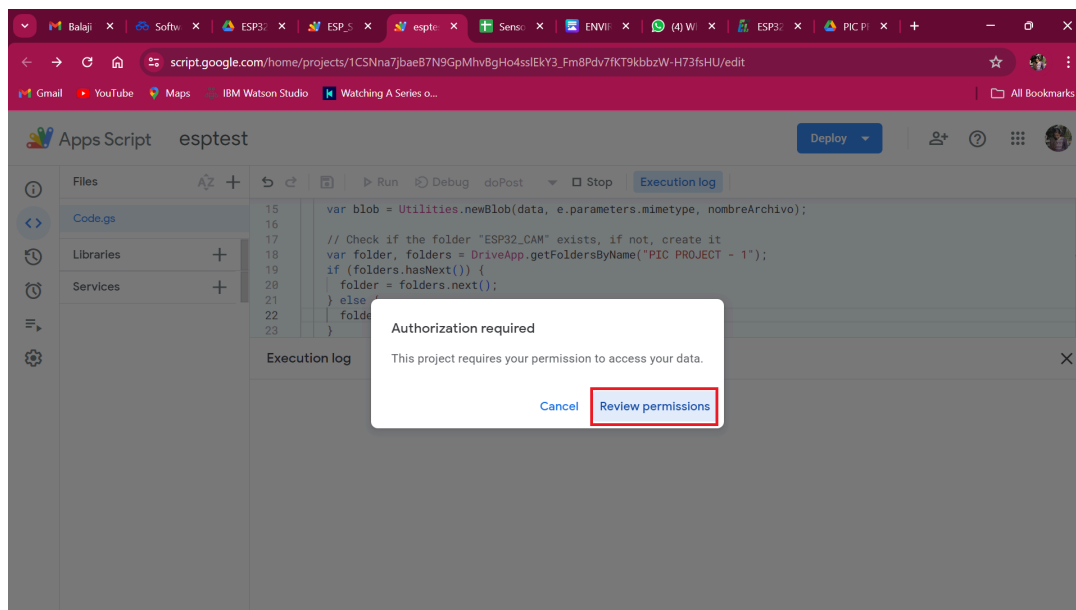 Balaji
Softw
ESP32
ESP_S
esptes
Senso
ENVIR
(4) Wh
ESP32
PIC PR
script.google.com/home/projects/1CSNna7jbaeB7N9GpMhvBgHo4sslEkY3_Fm8Pdv7fKT9kbbzW-H73fsHU/edit
Gmail YouTube Maps IBM Watson Studio Watching A Series o... All Bookmarks
Apps Script esptest Deploy
Files AZ Run Debug doPost Stop Execution log
Code.gs
Libraries
Services
15 var blob = Utilities.newBlob(data, e.parameters.mimetype, nombreArchivo);
16
17 // Check if the folder "ESP32_CAM" exists, if not, create it
18 var folder, folders = DriveApp.getFoldersByName("PIC PROJECT - 1");
19 if (folders.hasNext()) {
20 folder = folders.next();
21 } else {
22 folde
23 }
Execution log
Authorization required
This project requires your permission to access your data.
Cancel Review permissions